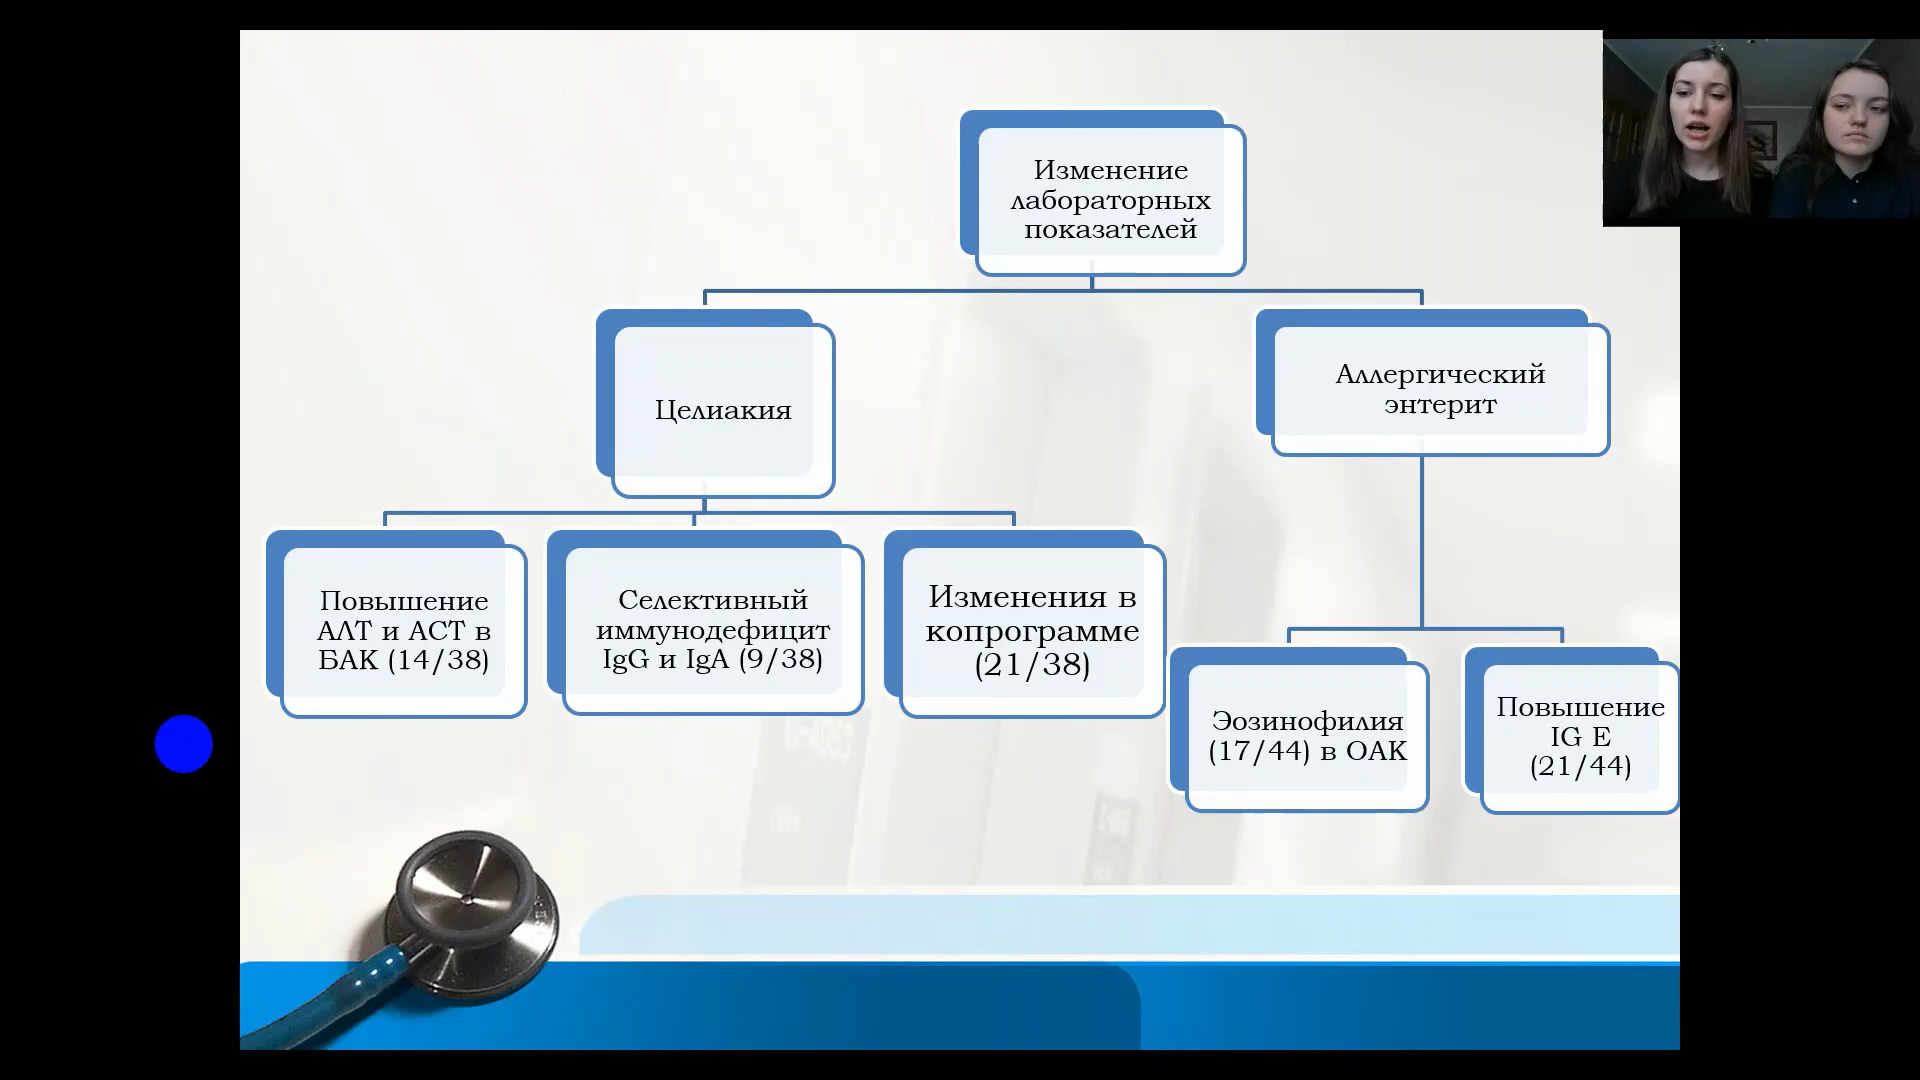 Изменение
лабораторных
показателей
Целиакия
Аллергический
энтерит
Повышение
АЛТ и АСТ в
БАК (14/38)
Селективный
иммунодефицит
IgG и IgA (9/38)
Изменения в
копрограмме
(21/38)
Эозинофилия
(17/44) в ОАК
Повышение
IG E
(21/44)